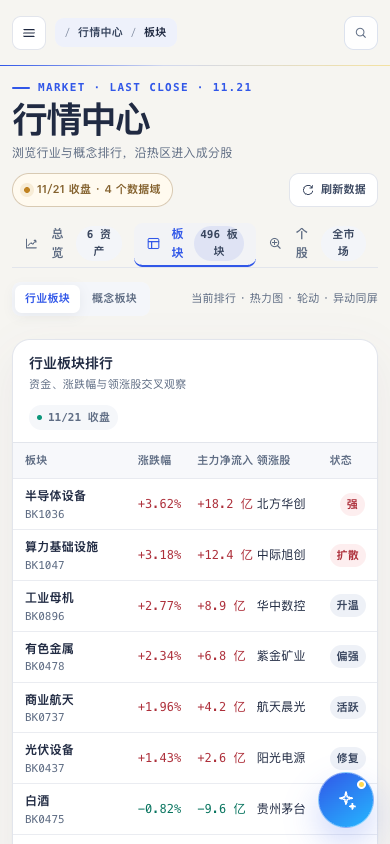 / 行情中心 / 板块
MARKET · LAST CLOSE · 11.21
行情中心
浏览行业与概念排行，沿热区进入成分股
11/21 收盘 · 4 个数据域
刷新数据
总览 6 资产 板块 496 板块 个股 全市场
行业板块 概念板块 当前排行 · 热力图 · 轮动 · 异动同屏
行业板块排行
资金、涨跌幅与领涨股交叉观察
11/21 收盘
板块 涨跌幅 主力净流入 领涨股 状态
半导体设备
BK1036
+3.62% +18.2 亿 北方华创 强
算力基础设施
BK1047
+3.18% +12.4 亿 中际旭创 扩散
工业母机
BK0896
+2.77% +8.9 亿 华中数控 升温
有色金属
BK0478
+2.34% +6.8 亿 紫金矿业 偏强
商业航天
BK0737
+1.96% +4.2 亿 航天晨光 活跃
光伏设备
BK0437
+1.43% +2.6 亿 阳光电源 修复
白酒
BK0475
-0.82% -9.6 亿 贵州茅台